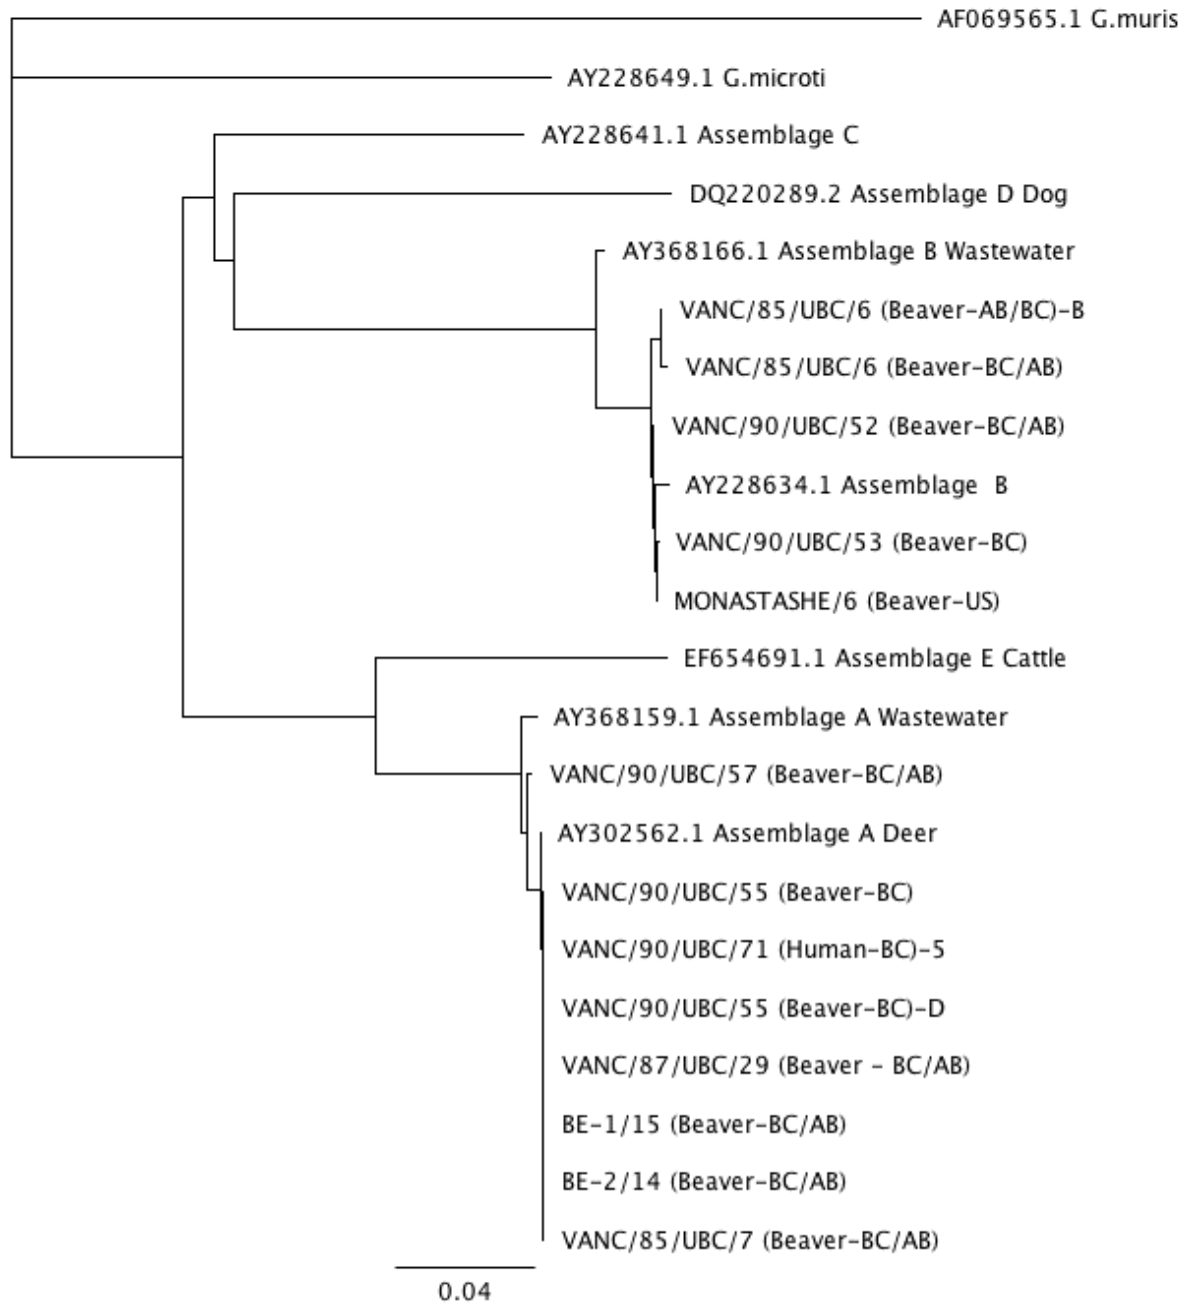 AF069565.1 G.muris
AY228649.1 G.microti
AY228641.1 Assemblage C
DQ220289.2 Assemblage D Dog
AY368166.1 Assemblage B Wastewater
VANC/85/UBC/6 (Beaver-AB/BC)-B
VANC/85/UBC/6 (Beaver-BC/AB)
VANC/90/UBC/52 (Beaver-BC/AB)
AY228634.1 Assemblage  B
VANC/90/UBC/53 (Beaver-BC)
MONASTASHE/6 (Beaver-US)
EF654691.1 Assemblage E Cattle
AY368159.1 Assemblage A Wastewater
VANC/90/UBC/57 (Beaver-BC/AB)
AY302562.1 Assemblage A Deer
VANC/90/UBC/55 (Beaver-BC)
VANC/90/UBC/71 (Human-BC)-5
VANC/90/UBC/55 (Beaver-BC)-D
VANC/87/UBC/29 (Beaver - BC/AB)
BE-1/15 (Beaver-BC/AB)
BE-2/14 (Beaver-BC/AB)
VANC/85/UBC/7 (Beaver-BC/AB)
0.04